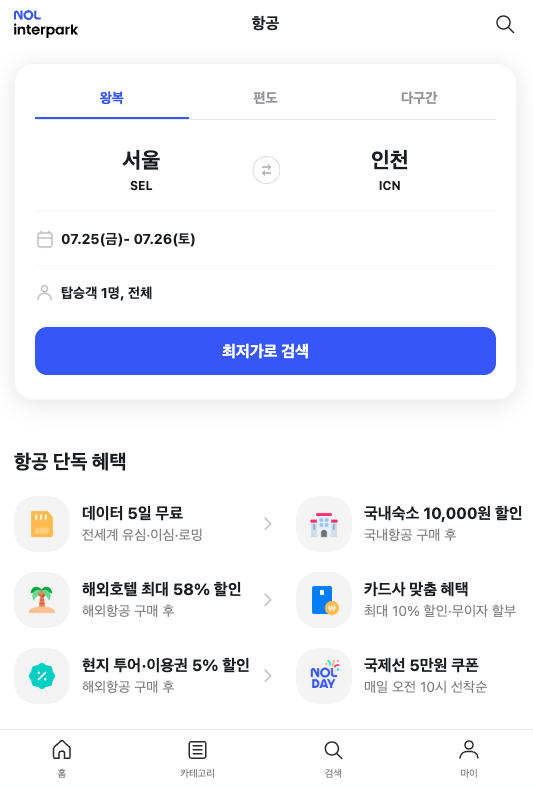 NOL
interpark
항공
왕복
편도
다구간
서울
SEL
인천
ICN
07.25(금)- 07.26(토)
탑승객 1명, 전체
최저가로 검색
항공 단독 혜택
데이터 5일 무료
전세계 유심·이심·로밍
국내숙소 10,000원 할인
국내항공 구매 후
해외호텔 최대 58% 할인
해외항공 구매 후
카드사 맞춤 혜택
최대 10% 할인·무이자 할부
현지 투어·이용권 5% 할인
해외항공 구매 후
NOL
DAY
국제선 5만원 쿠폰
매일 오전 10시 선착순
홈
카테고리
검색
마이